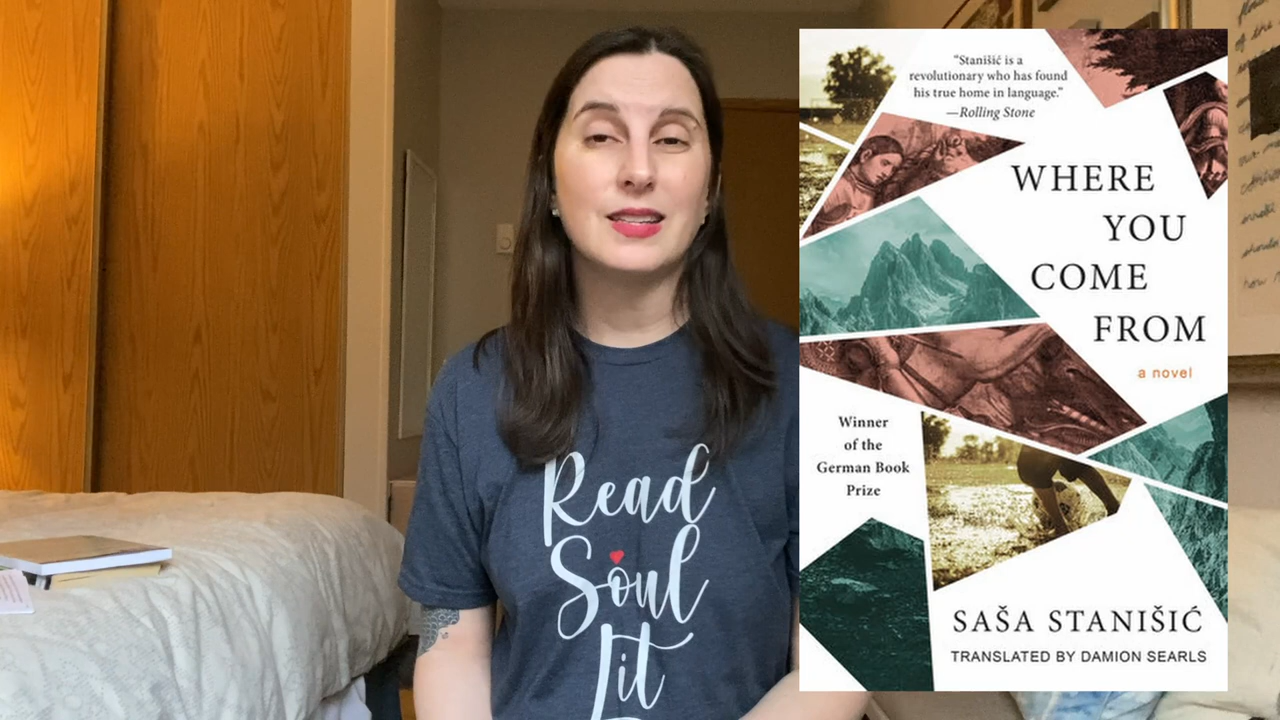 Read
Soul
Lit
“Stanišić is a
revolutionary who has found
his true home in language.”
—Rolling Stone
WHERE
YOU
COME
FROM
a novel
Winner
of the
German Book
Prize
SAŠA STANIŠIĆ
TRANSLATED BY DAMION SEARLS